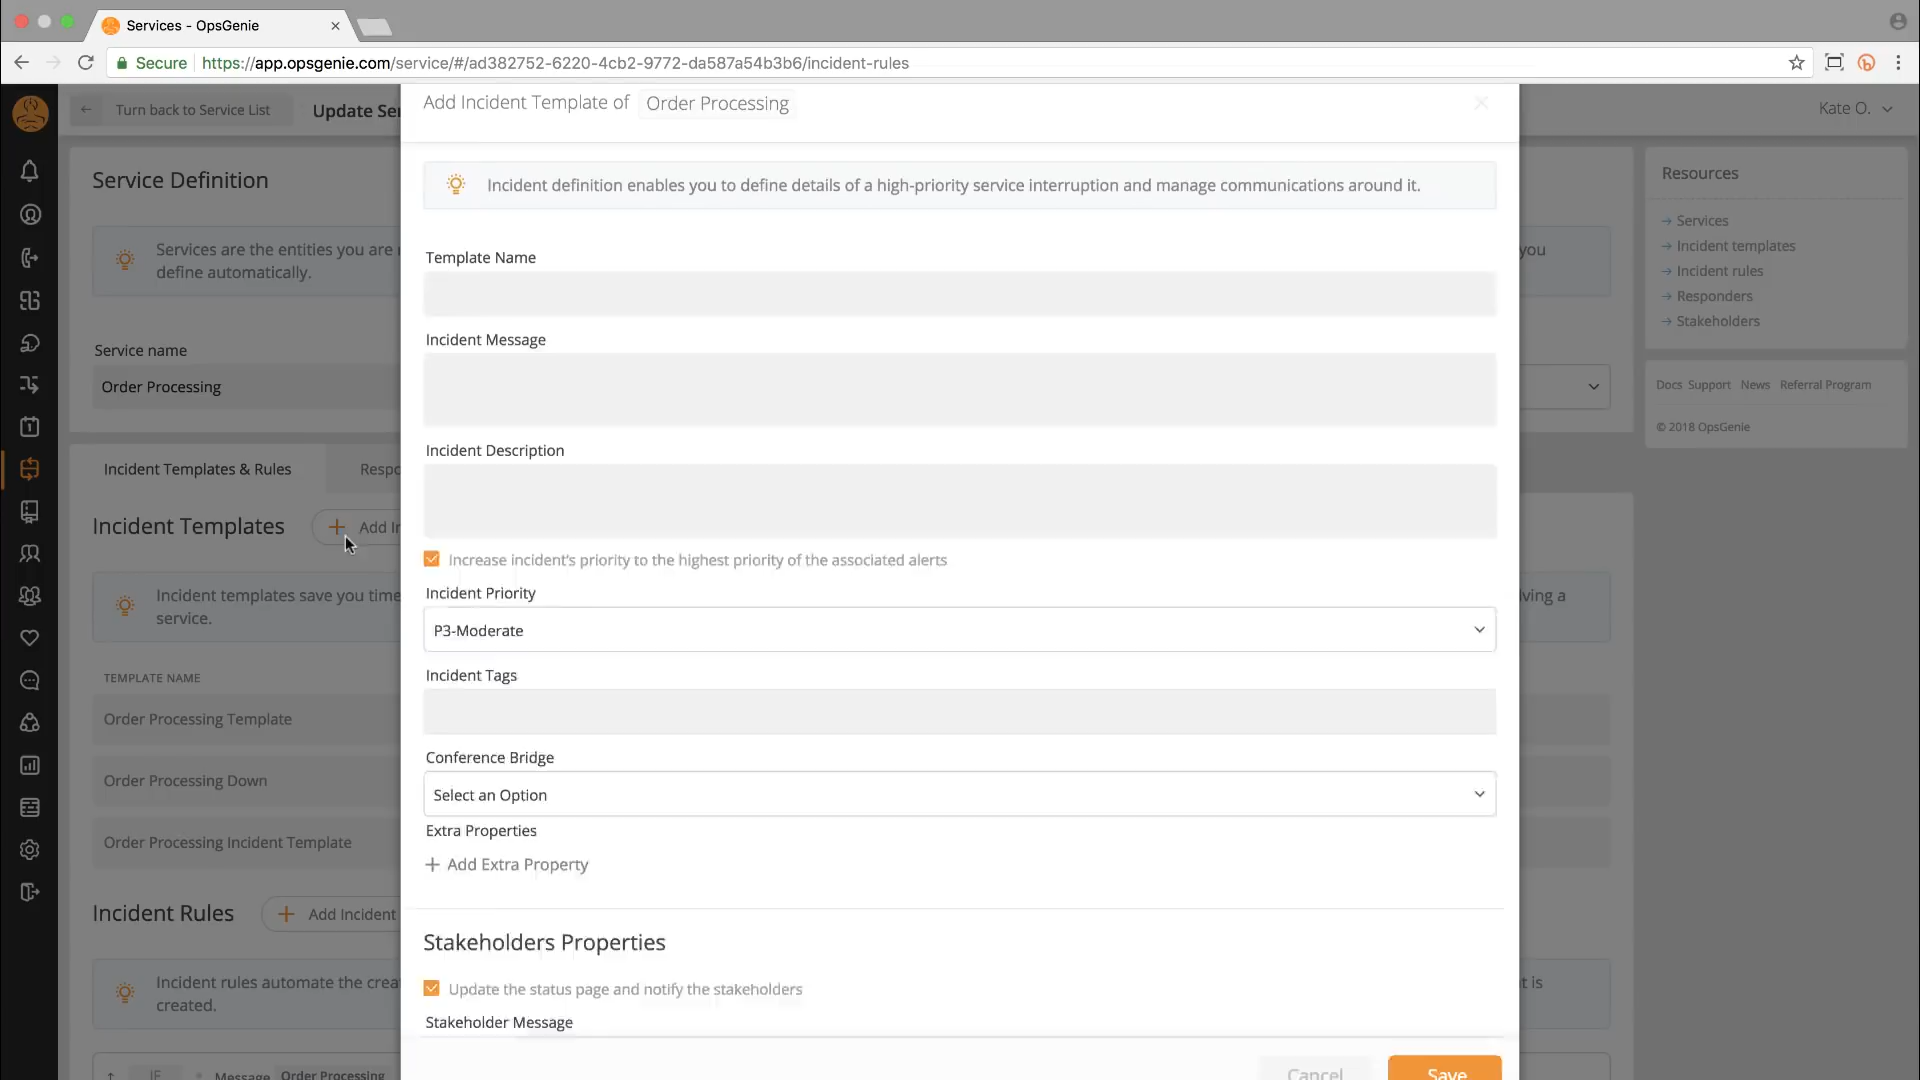 Services - OpsGenie
Secure https://app.opsgenie.com/service/#/ad382752-6220-4cb2-9772-da587a54b3b6/incident-rules
Turn back to Service List
Update Ser
Kate O.
Add Incident Template of Order Processing
Incident definition enables you to define details of a high-priority service interruption and manage communications around it.
Template Name
Incident Message
Incident Description
Increase incident's priority to the highest priority of the associated alerts
Incident Priority
P3-Moderate
Incident Tags
Conference Bridge
Select an Option
Extra Properties
Add Extra Property
Stakeholders Properties
Update the status page and notify the stakeholders
Stakeholder Message
Cancel
Save
Service Definition
Services are the entities you are
you
define automatically.
Service name
Order Processing
Incident Templates & Rules
Respo
Incident Templates
Add In
Incident templates save you time
lving a
service.
TEMPLATE NAME
Order Processing Template
Order Processing Down
Order Processing Incident Template
Incident Rules
Add Incident
Incident rules automate the crea
t is
created.
IF
Message
Order Processing
Resources
Services
Incident templates
Incident rules
Responders
Stakeholders
Docs Support News Referral Program
© 2018 OpsGenie